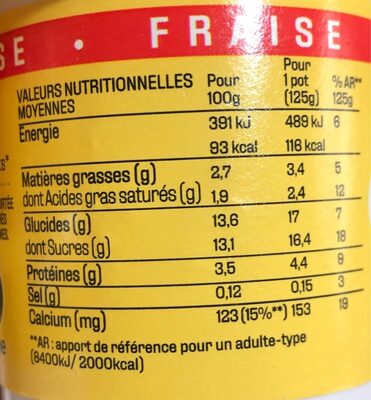 SE • FRAISE
VALEURS NUTRITIONNELLES MOYENNES Pour 100g Pour 1 pot (125g) % AR** 125g
Énergie 391 kJ 489 kJ 6
93 kcal 116 kcal
Matières grasses (g) 2,7 3,4 5
dont Acides gras saturés (g) 1,9 2,4 12
Glucides (g) 13,6 17 7
dont Sucres (g) 13,1 16,4 18
Protéines (g) 3,5 4,4 9
Sel (g) 0,12 0,15 3
Calcium (mg) 123 (15%**) 153 19
**AR : apport de référence pour un adulte-type
(8400kJ/ 2000kcal)